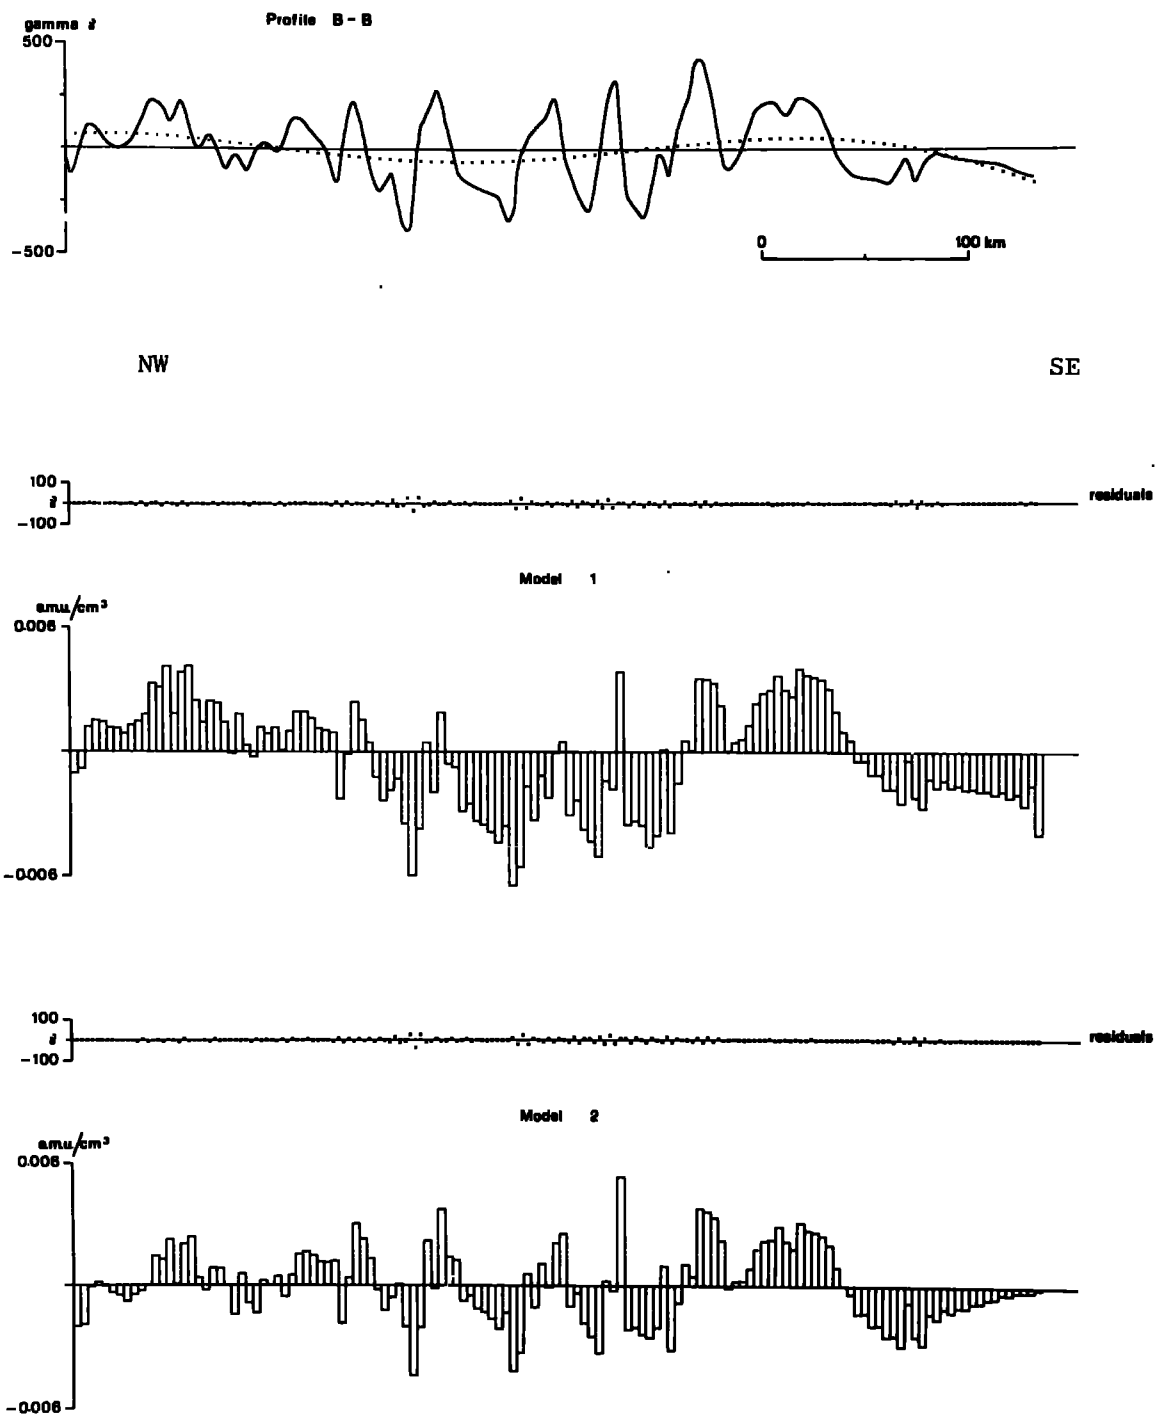 Profile B - B
gamma ɣ
500
-500
0 100 km
NW SE
100
ɣ
-100
residuals
Model 1
e.m.u./cm³
0.006
-0.006
100
ɣ
-100
residuals
Model 2
e.m.u./cm³
0.006
-0.006